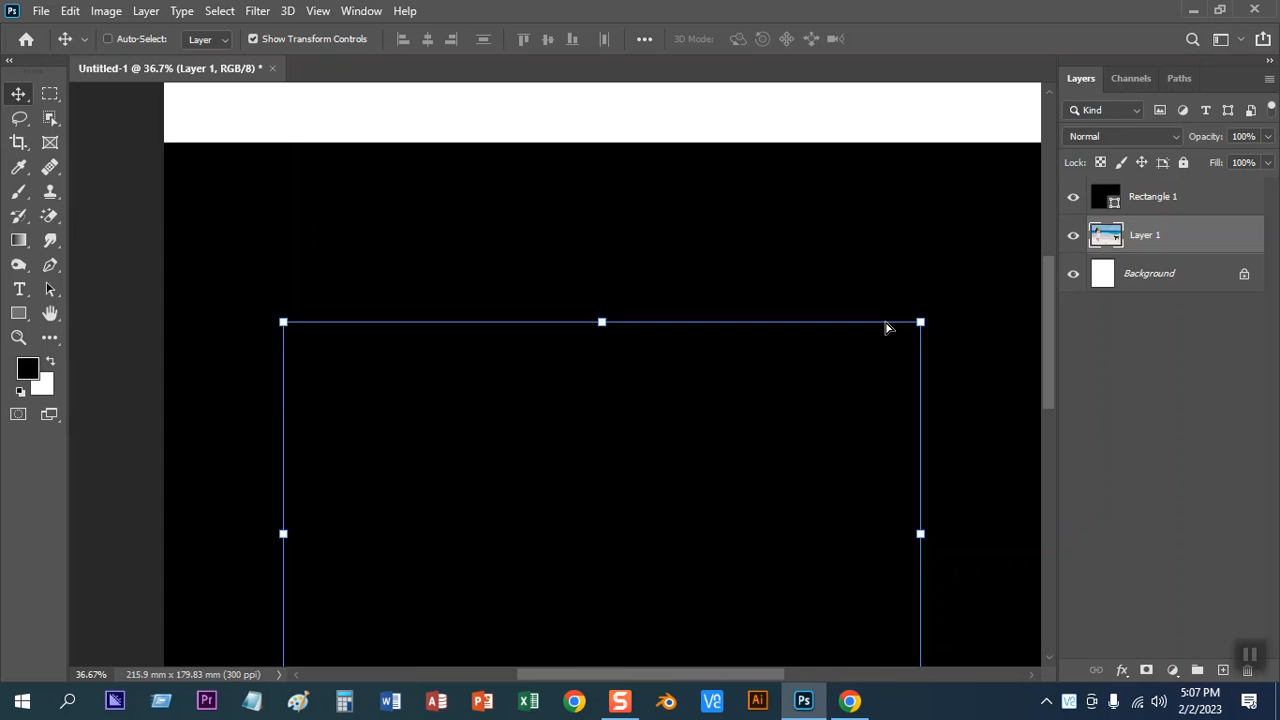 Ps File Edit Image Layer Type Select Filter 3D View Window Help
Auto-Select: Layer Show Transform Controls 3D Mode:
Untitled-1 @ 36.7% (Layer 1, RGB/8) *
Layers Channels Paths
Kind
Normal Opacity: 100%
Lock: Fill: 100%
Rectangle 1
Layer 1
Background
36.67% 215.9 mm x 179.83 mm (300 ppi)
5:07 PM
2/2/2023